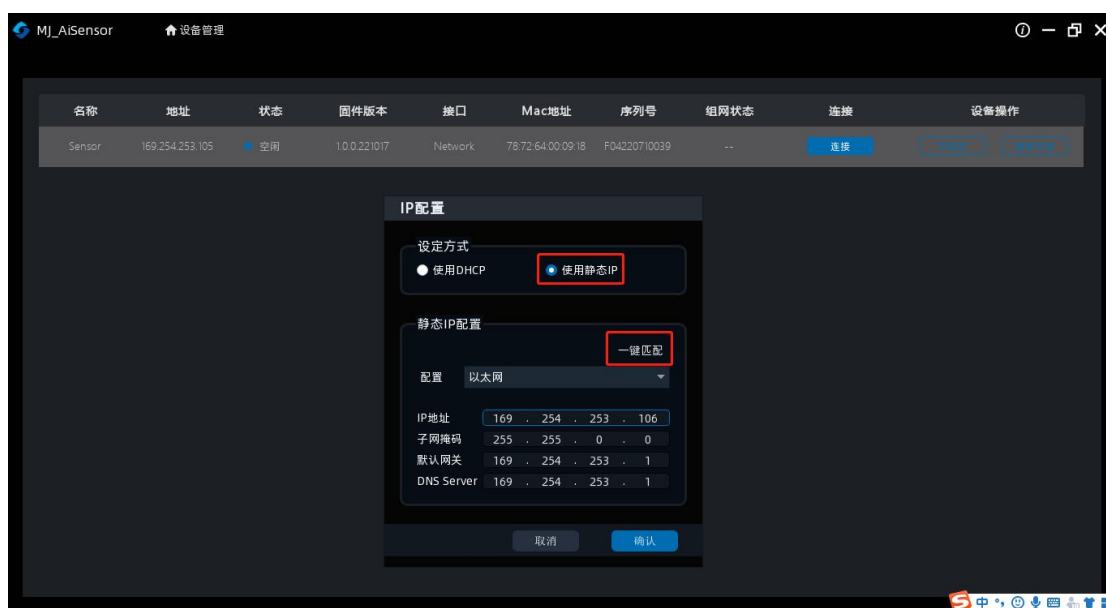 MJ_AiSensor 设备管理
名称 地址 状态 固件版本 接口 Mac地址 序列号 组网状态 连接 设备操作
Sensor 169.254.253.105 空闲 1.0.0.221017 Network 78:72:64:00:09:18 F04220710039 -- 连接
IP配置
设定方式
使用DHCP 使用静态IP
静态IP配置
一键匹配
配置 以太网
IP地址 169 . 254 . 253 . 106
子网掩码 255 . 255 . 0 . 0
默认网关 169 . 254 . 253 . 1
DNS Server 169 . 254 . 253 . 1
取消 确认
中